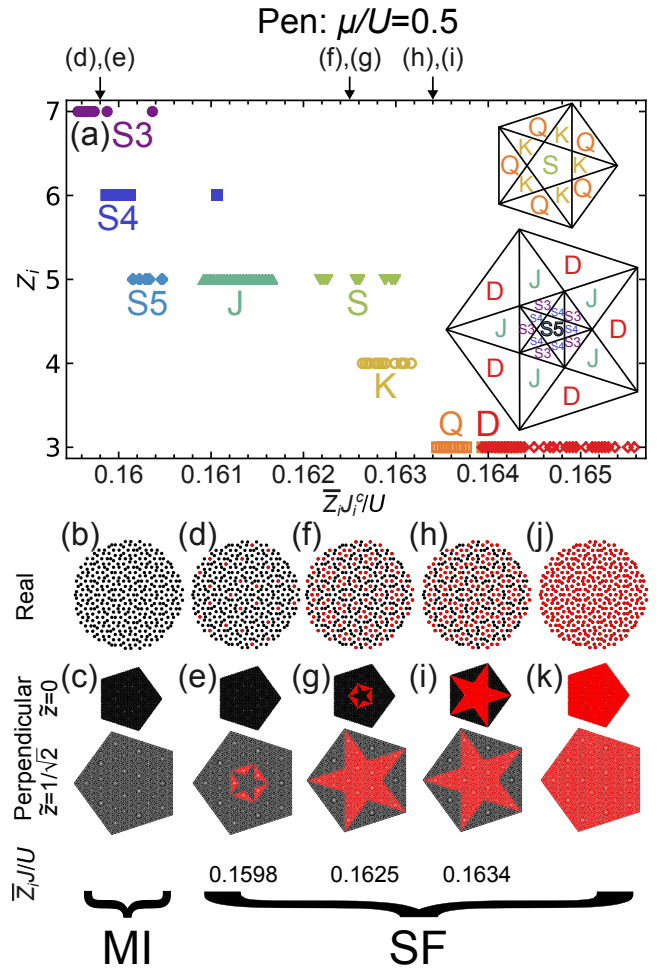 Pen: μ/U=0.5
(d),(e) (f),(g) (h),(i)
7
6
5
4
3
Z_i
(a)
S3
S4
S5
J
S
K
Q
D
Q
Q
K
K
Q
S
K
K
K
Q
Q
D
D
J
J
S3
S4
S3
S4
S3
S5
S4
S4
S4
S3
S3
J
J
J
D
D
D
0.16 0.161 0.162 0.163 0.164 0.165
Z̅_iJ_i^c/U
Real
(b) (d) (f) (h) (j)
Perpendicular
z̃=0
z̃=1/√2
(c) (e) (g) (i) (k)
Z̅_iJ/U
0.1598 0.1625 0.1634
MI SF